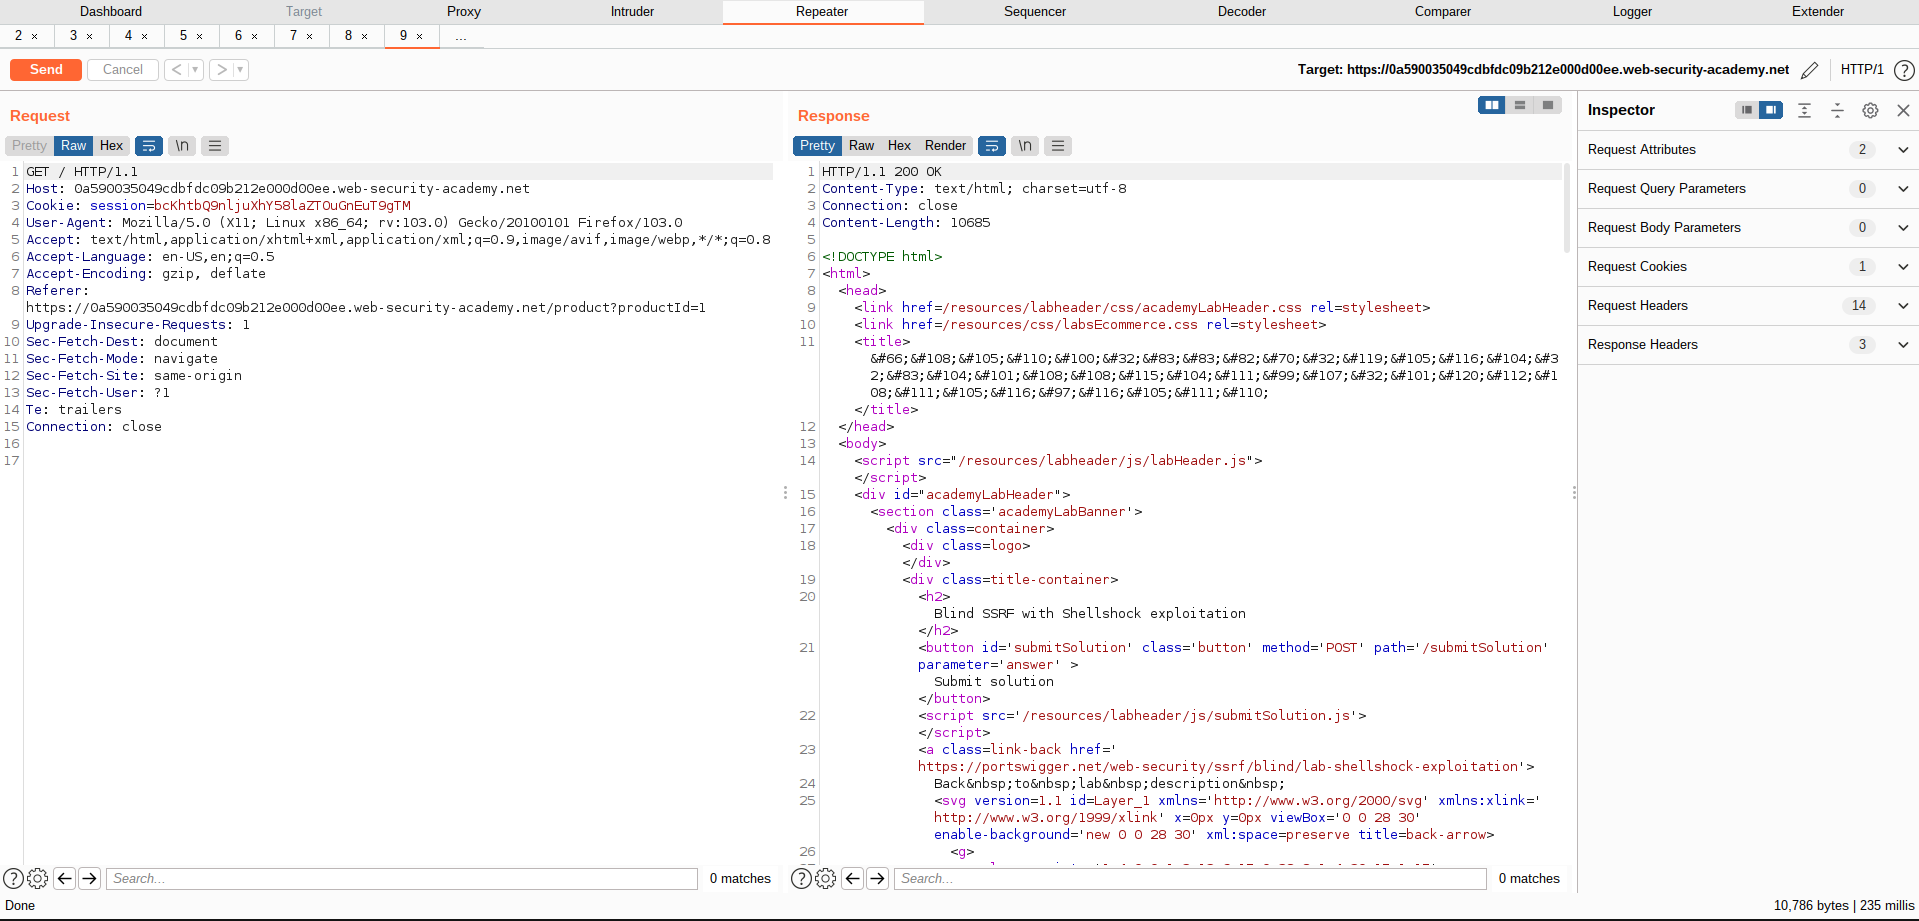 Dashboard Target Proxy Intruder Repeater Sequencer Decoder Comparer Logger Extender
2 × 3 × 4 × 5 × 6 × 7 × 8 × 9 × ...
Send Cancel < ▾ > ▾ Target: https://0a590035049cdbfdc09b212e000d00ee.web-security-academy.net HTTP/1 ?
Request
Pretty Raw Hex \n
1 GET / HTTP/1.1
2 Host: 0a590035049cdbfdc09b212e000d00ee.web-security-academy.net
3 Cookie: session=bcKhtbQ9nljuXhY58laZTOuGnEuT9gTM
4 User-Agent: Mozilla/5.0 (X11; Linux x86_64; rv:103.0) Gecko/20100101 Firefox/103.0
5 Accept: text/html,application/xhtml+xml,application/xml;q=0.9,image/avif,image/webp,*/*;q=0.8
6 Accept-Language: en-US,en;q=0.5
7 Accept-Encoding: gzip, deflate
8 Referer:
https://0a590035049cdbfdc09b212e000d00ee.web-security-academy.net/product?productId=1
9 Upgrade-Insecure-Requests: 1
10 Sec-Fetch-Dest: document
11 Sec-Fetch-Mode: navigate
12 Sec-Fetch-Site: same-origin
13 Sec-Fetch-User: ?1
14 Te: trailers
15 Connection: close
16
17
? Search... 0 matches
Response
Pretty Raw Hex Render \n
1 HTTP/1.1 200 OK
2 Content-Type: text/html; charset=utf-8
3 Connection: close
4 Content-Length: 10685
5
6 <!DOCTYPE html>
7 <html>
8 <head>
9 <link href=/resources/labheader/css/academyLabHeader.css rel=stylesheet>
10 <link href=/resources/css/labsEcommerce.css rel=stylesheet>
11 <title>
&#66;&#108;&#105;&#110;&#100;&#32;&#83;&#83;&#82;&#70;&#32;&#119;&#105;&#116;&#104;&#3
2;&#83;&#104;&#101;&#108;&#108;&#115;&#104;&#111;&#99;&#107;&#32;&#101;&#120;&#112;&#1
08;&#111;&#105;&#116;&#97;&#116;&#105;&#111;&#110;
</title>
12 </head>
13 <body>
14 <script src="/resources/labheader/js/labHeader.js">
</script>
15 <div id="academyLabHeader">
16 <section class='academyLabBanner'>
17 <div class=container>
18 <div class=logo>
</div>
19 <div class=title-container>
20 <h2>
Blind SSRF with Shellshock exploitation
</h2>
21 <button id='submitSolution' class='button' method='POST' path='/submitSolution'
parameter='answer' >
Submit solution
</button>
22 <script src='/resources/labheader/js/submitSolution.js'>
</script>
23 <a class=link-back href='
https://portswigger.net/web-security/ssrf/blind/lab-shellshock-exploitation'>
24 Back&nbsp;to&nbsp;lab&nbsp;description&nbsp;
25 <svg version=1.1 id=Layer_1 xmlns='http://www.w3.org/2000/svg' xmlns:xlink='
http://www.w3.org/1999/xlink' x=0px y=0px viewBox='0 0 28 30'
enable-background='new 0 0 28 30' xml:space=preserve title=back-arrow>
26 <g>
? Search... 0 matches
Inspector
Request Attributes 2
Request Query Parameters 0
Request Body Parameters 0
Request Cookies 1
Request Headers 14
Response Headers 3
Done 10,786 bytes | 235 millis